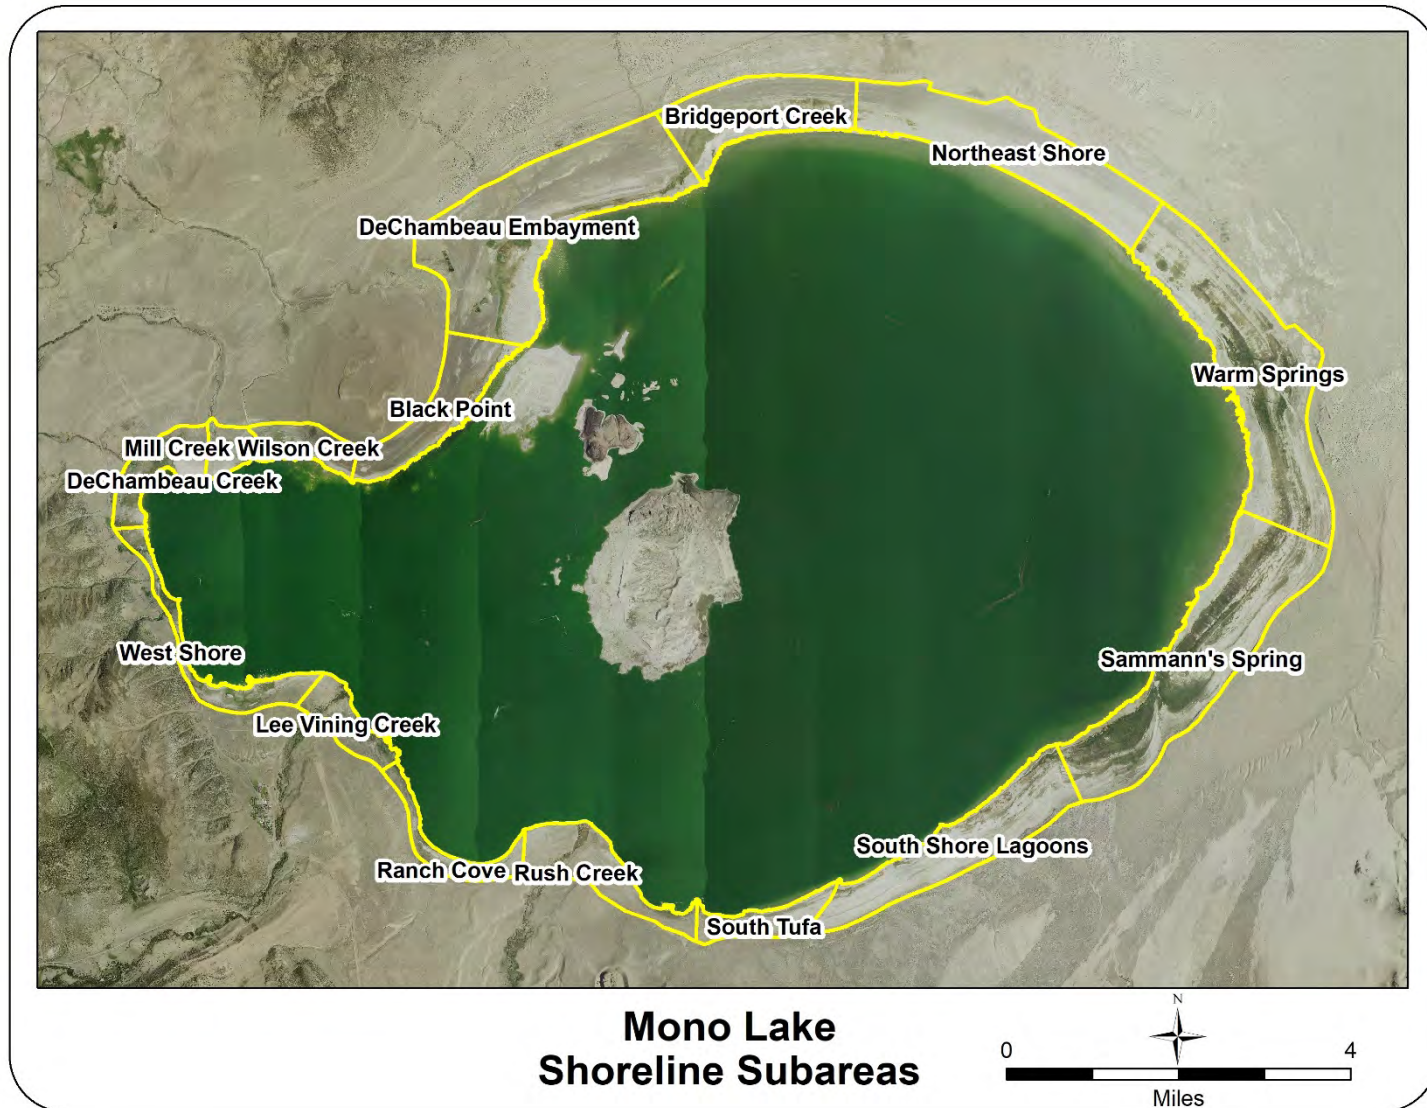 Bridgeport Creek
Northeast Shore
DeChambeau Embayment
Warm Springs
Black Point
Mill Creek
Wilson Creek
DeChambeau Creek
West Shore
Sammann's Spring
Lee Vining Creek
South Shore Lagoons
Ranch Cove
Rush Creek
South Tufa
Mono Lake
Shoreline Subareas
N
0
4
Miles